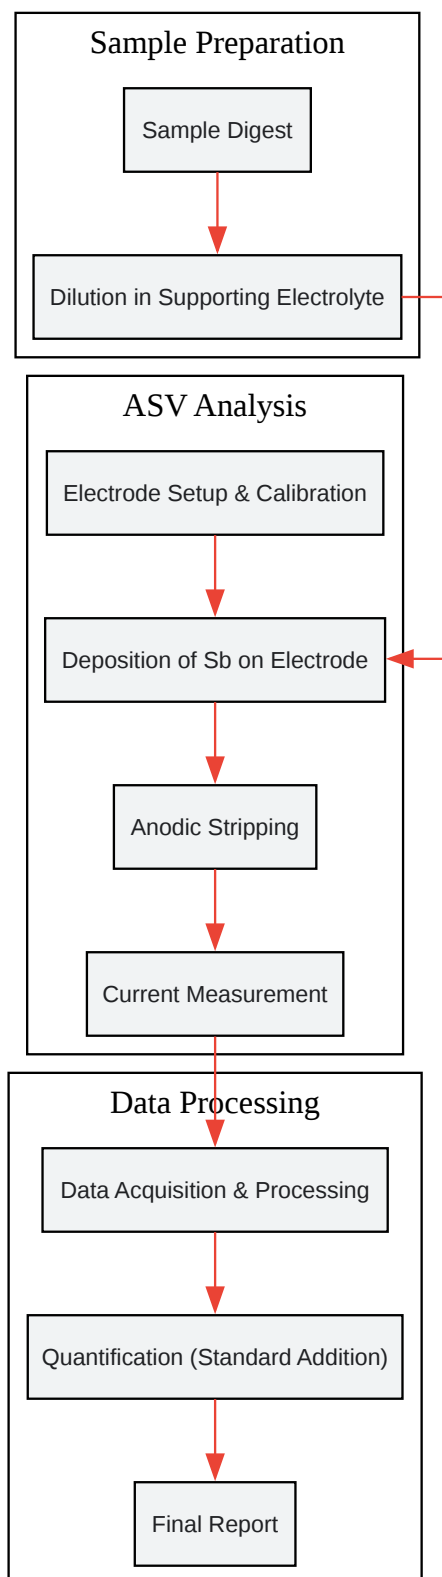 Sample Preparation
Sample Digest
Dilution in Supporting Electrolyte
ASV Analysis
Electrode Setup & Calibration
Deposition of Sb on Electrode
Anodic Stripping
Current Measurement
Data Processing
Data Acquisition & Processing
Quantification (Standard Addition)
Final Report